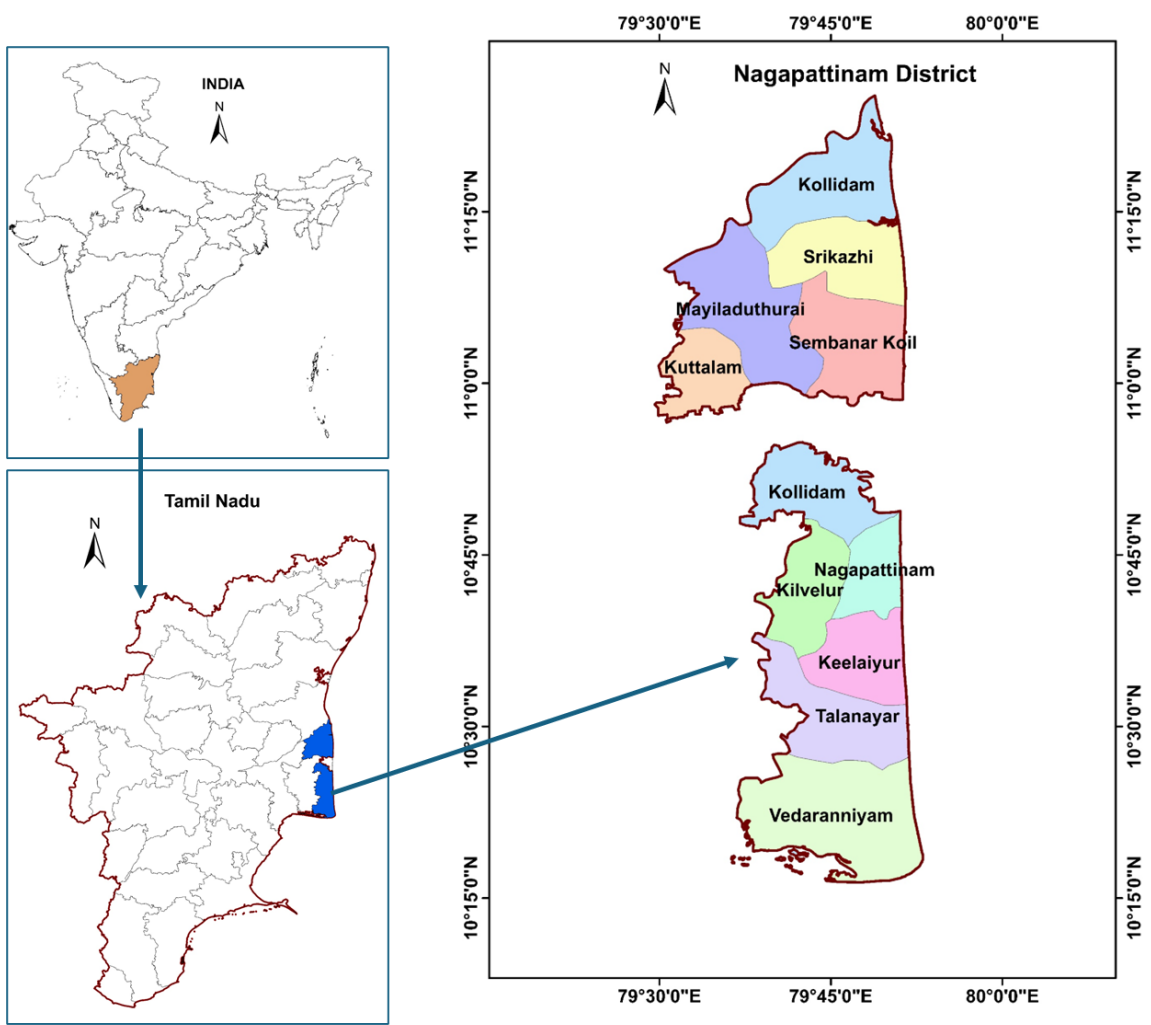 INDIA
N
Tamil Nadu
N
79°30'0"E 79°45'0"E 80°0'0"E
Nagapattinam District
N
Kollidam
Srikazhi
Mayiladuthurai
Sembanar Koil
Kuttalam
Kollidam
Nagapattinam
Kilvelur
Keelaiyur
Talanayar
Vedaranniyam
11°15'0"N
11°0'0"N
10°45'0"N
10°30'0"N
10°15'0"N
11°15'0"N
11°0'0"N
10°45'0"N
10°30'0"N
10°15'0"N
79°30'0"E 79°45'0"E 80°0'0"E